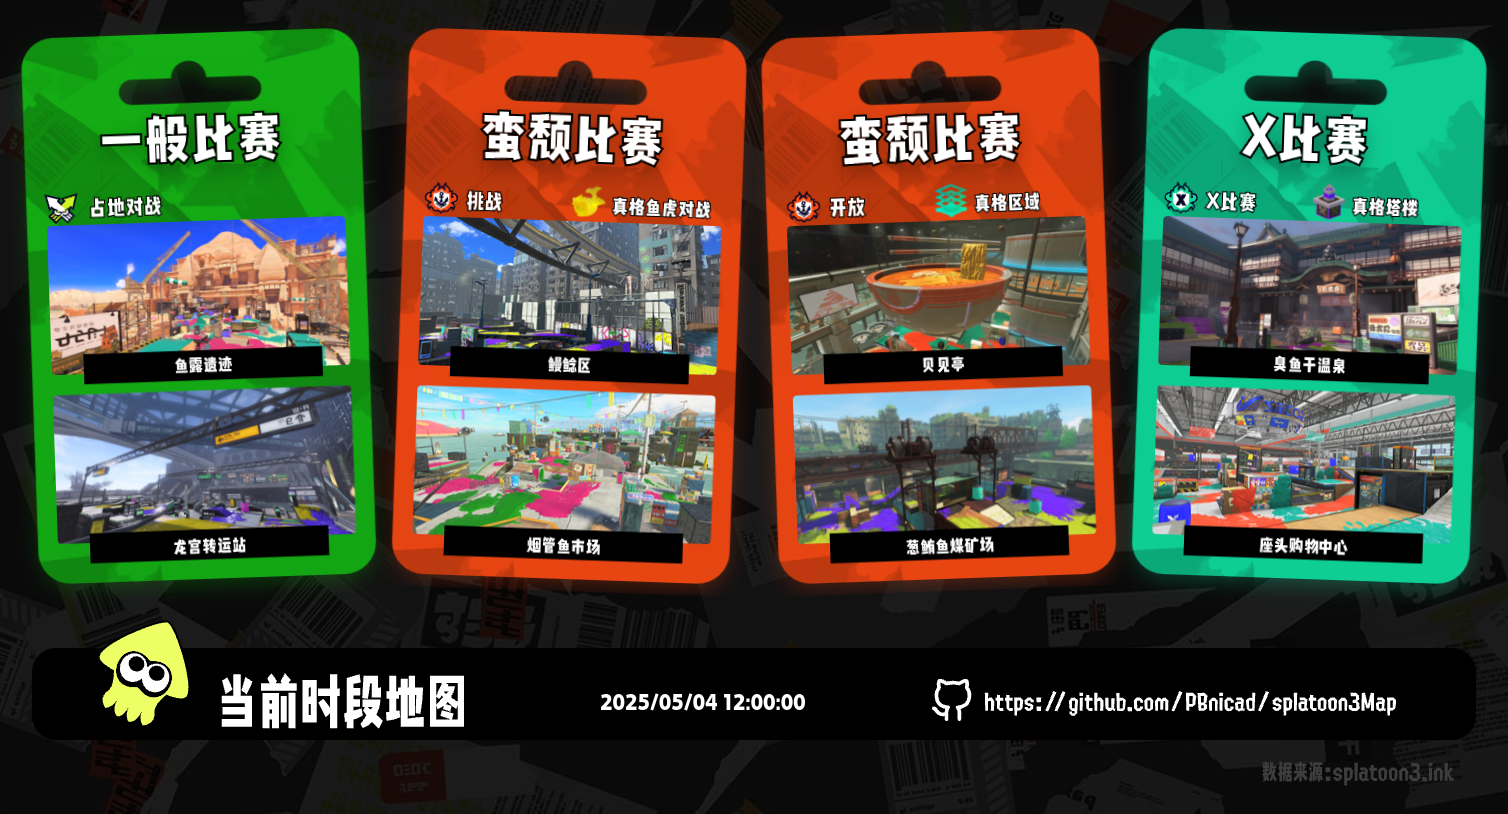 一般比赛
占地对战
鱼露遗迹
龙宫转运站
蛮颓比赛
挑战
真格鱼虎对战
鳗鲶区
烟管鱼市场
蛮颓比赛
开放
真格区域
贝见亭
葱鲔鱼煤矿场
X比赛
X比赛
真格塔楼
臭鱼干温泉
座头购物中心
当前时段地图
2025/05/04 12:00:00
https://github.com/PBnicad/splatoon3Map
数据来源:splatoon3.ink